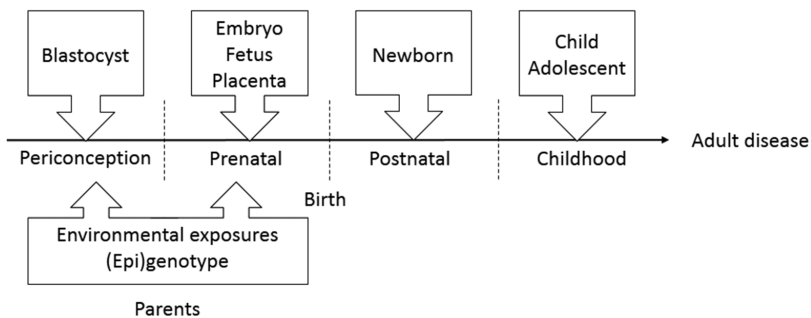 Blastocyst
Embryo
Fetus
Placenta
Newborn
Child
Adolescent
Adult disease
Periconception
Prenatal
Postnatal
Childhood
Birth
Environmental exposures
(Epi)genotype
Parents